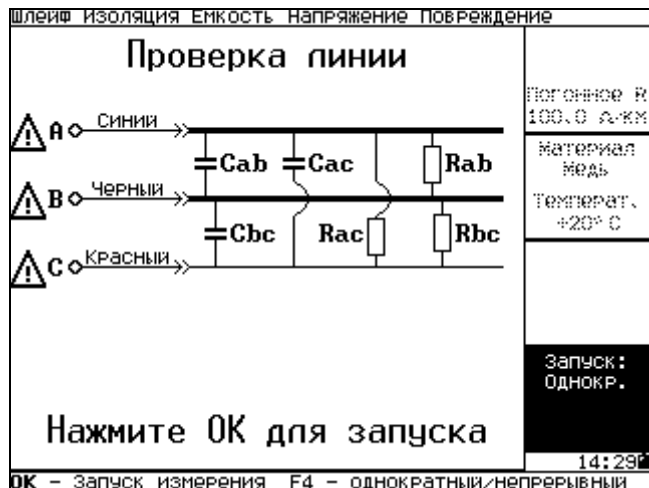 Шлейф Изоляция Емкость Напряжение Повреждение
Проверка линии
Погонное R
100.0 Ω/км
Материал
Медь
Температ.
+20° C
A Синий
Cab Cac Rab
B Черный
Cbc Rac Rbc
C Красный
Запуск:
Однокр.
Нажмите ОК для запуска
14:29
ОК - Запуск измерения F4 - однократный/непрерывный